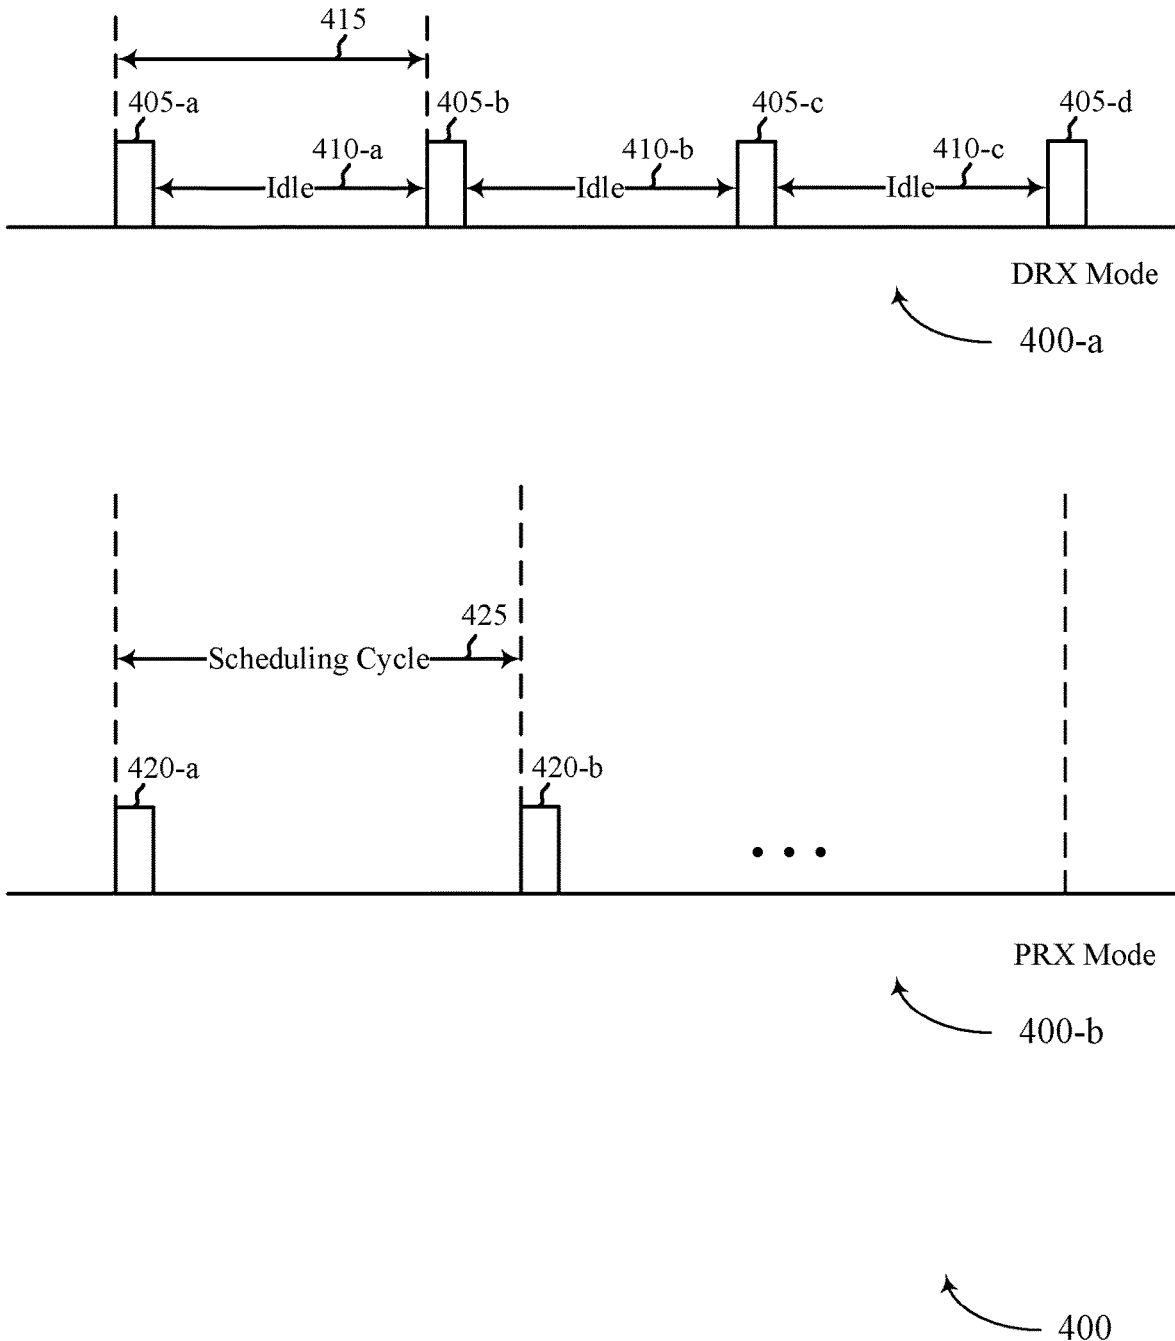 415
405-a
405-b
405-c
405-d
410-a
410-b
410-c
Idle
Idle
Idle
DRX Mode
400-a
425
Scheduling Cycle
420-a
420-b
• • •
PRX Mode
400-b
400